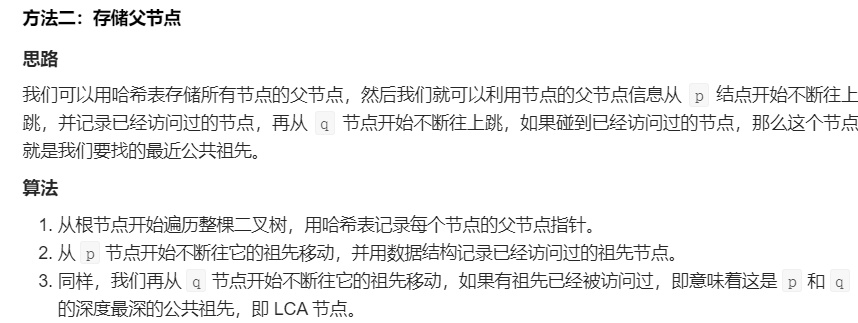 方法二：存储父节点
思路
我们可以用哈希表存储所有节点的父节点，然后我们就可以利用节点的父节点信息从 p 结点开始不断往上
跳，并记录已经访问过的节点，再从 q 节点开始不断往上跳，如果碰到已经访问过的节点，那么这个节点
就是我们要找的最近公共祖先。
算法
1. 从根节点开始遍历整棵二叉树，用哈希表记录每个节点的父节点指针。
2. 从 p 节点开始不断往它的祖先移动，并用数据结构记录已经访问过的祖先节点。
3. 同样，我们再从 q 节点开始不断往它的祖先移动，如果有祖先已经被访问过，即意味着这是 p 和 q
的深度最深的公共祖先，即 LCA 节点。